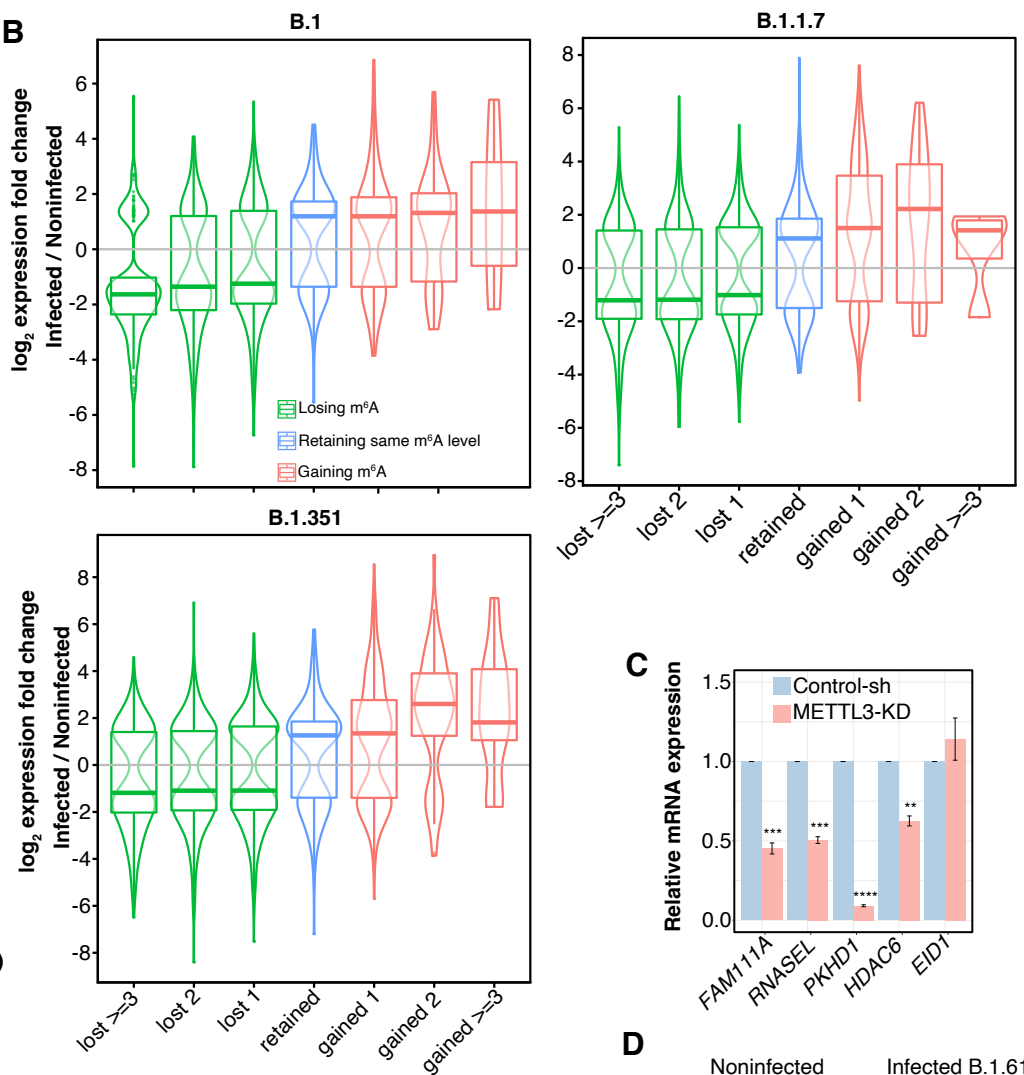 B
B.1
log2 expression fold change
Infected / Noninfected
6
4
2
0
-2
-4
-6
-8
Losing m⁶A
Retaining same m⁶A level
Gaining m⁶A
B.1.1.7
8
6
4
2
0
-2
-4
-6
-8
lost >=3
lost 2
lost 1
retained
gained 1
gained 2
gained >=3
B.1.351
log2 expression fold change
Infected / Noninfected
8
6
4
2
0
-2
-4
-6
-8
lost >=3
lost 2
lost 1
retained
gained 1
gained 2
gained >=3
C
Relative mRNA expression
1.5
1.0
0.5
0.0
Control-sh
METTL3-KD
***
***
****
**
FAM111A
RNASEL
PKHD1
HDAC6
EID1
D
Noninfected
Infected B.1.61